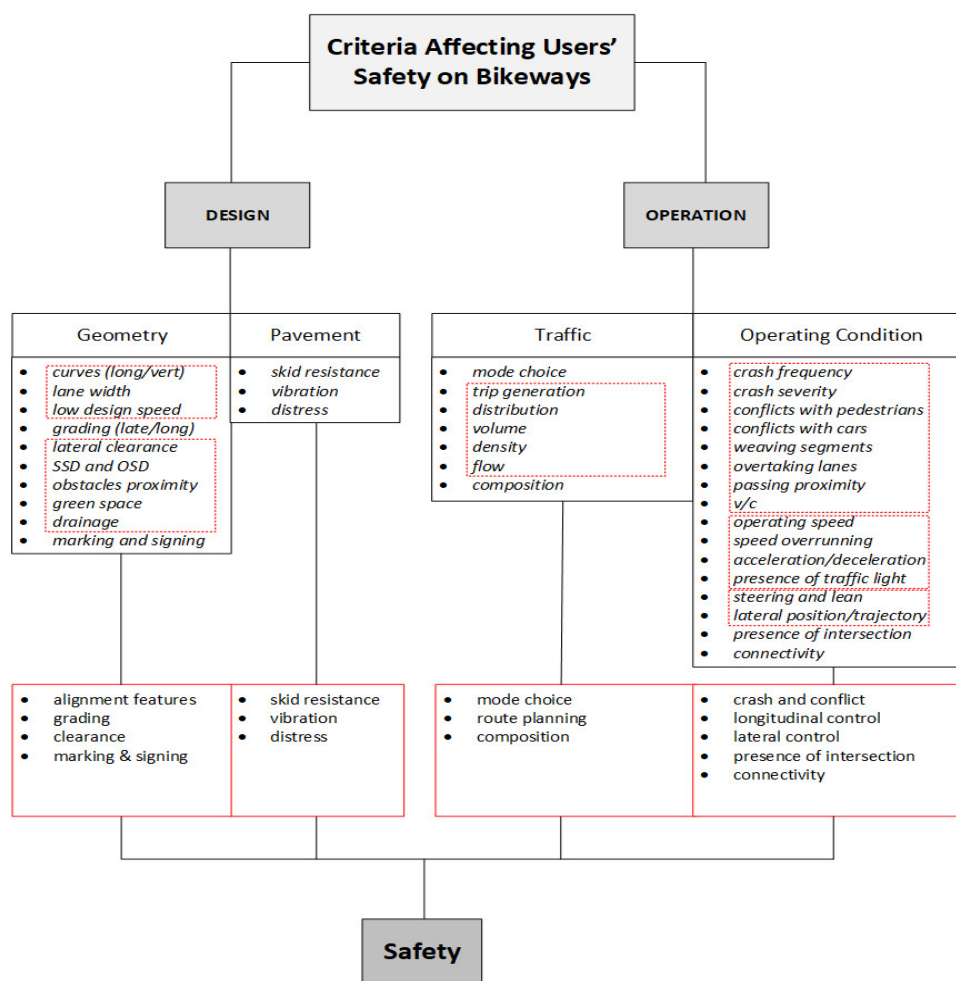 Criteria Affecting Users’
Safety on Bikeways
DESIGN
OPERATION
Geometry
• curves (long/vert)
• lane width
• low design speed
• grading (late/long)
• lateral clearance
• SSD and OSD
• obstacles proximity
• green space
• drainage
• marking and signing
Pavement
• skid resistance
• vibration
• distress
Traffic
• mode choice
• trip generation
• distribution
• volume
• density
• flow
• composition
Operating Condition
• crash frequency
• crash severity
• conflicts with pedestrians
• conflicts with cars
• weaving segments
• overtaking lanes
• passing proximity
• v/c
• operating speed
• speed overrunning
• acceleration/deceleration
• presence of traffic light
• steering and lean
• lateral position/trajectory
• presence of intersection
• connectivity
• alignment features
• grading
• clearance
• marking & signing
• skid resistance
• vibration
• distress
• mode choice
• route planning
• composition
• crash and conflict
• longitudinal control
• lateral control
• presence of intersection
• connectivity
Safety